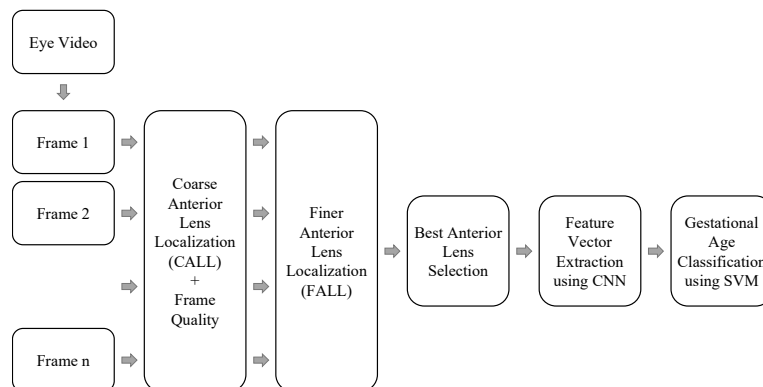 Eye Video
Frame 1
Frame 2
Frame n
Coarse
Anterior
Lens
Localization
(CALL)
+
Frame
Quality
Finer
Anterior
Lens
Localization
(FALL)
Best Anterior
Lens
Selection
Feature
Vector
Extraction
using CNN
Gestational
Age
Classification
using SVM